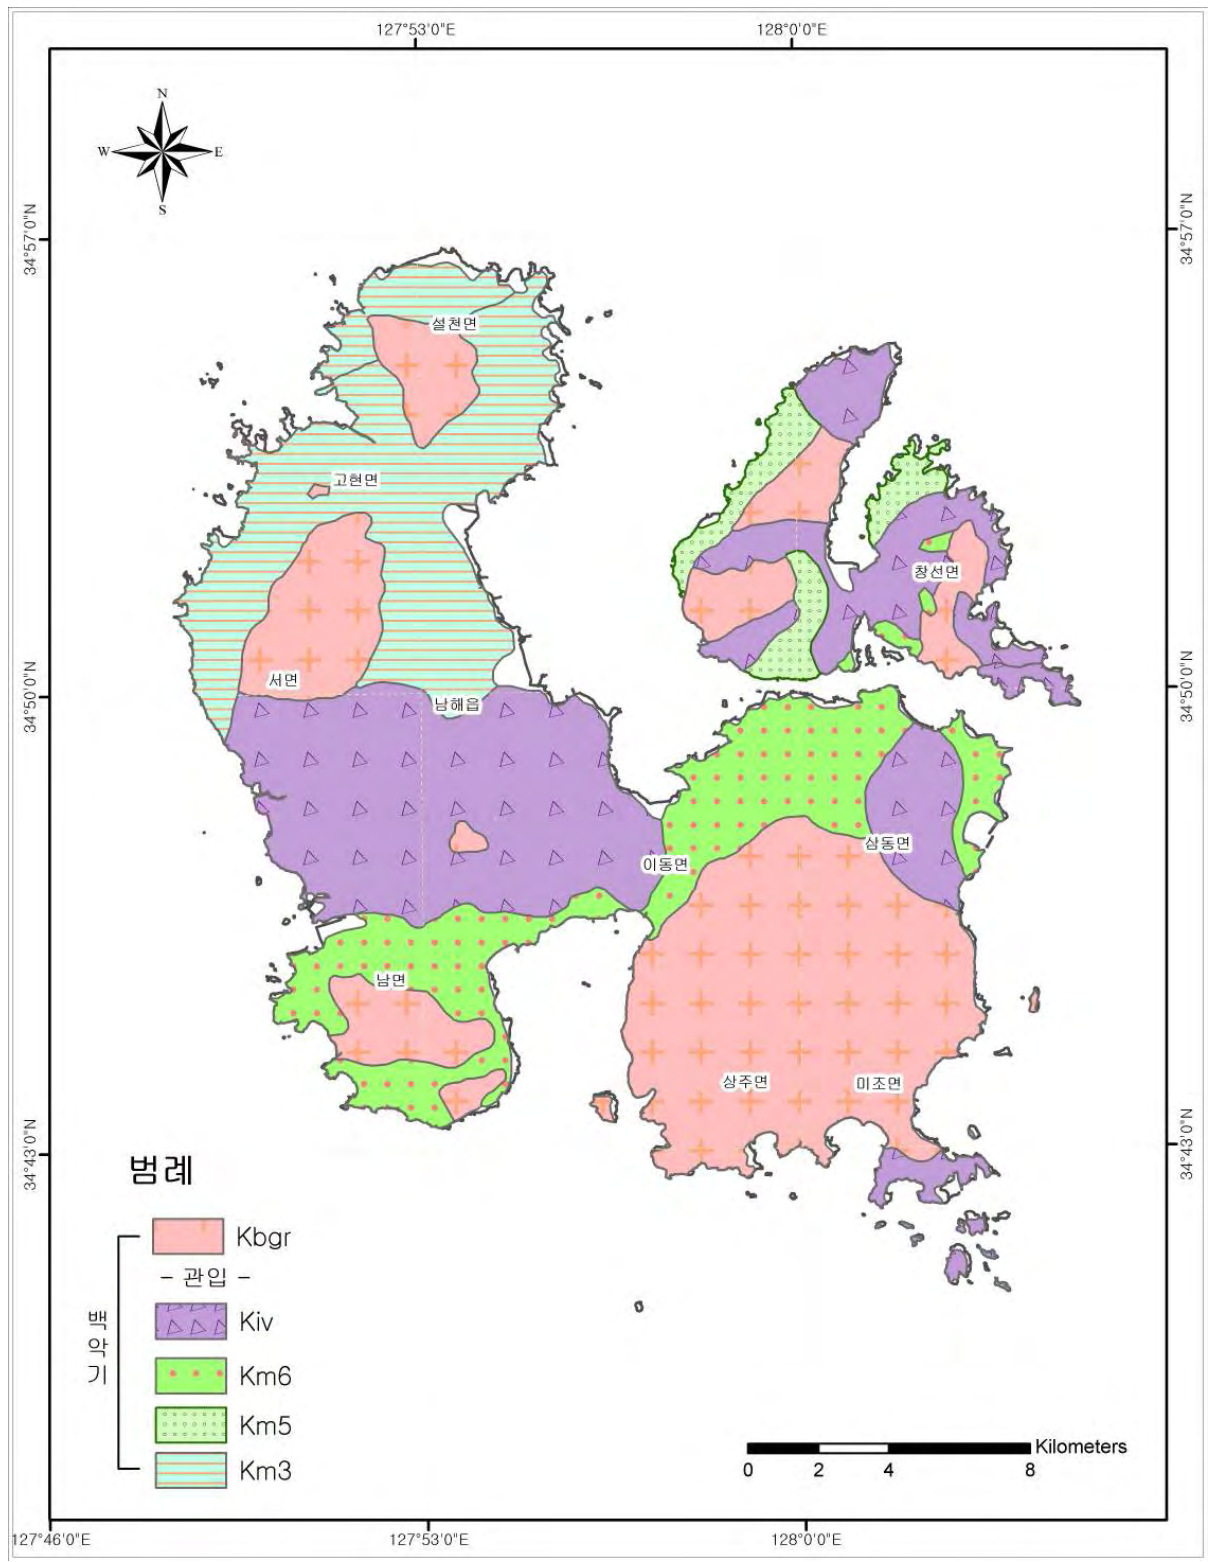 127°53'0"E
128°0'0"E
N
W
E
S
34°57'0"N
34°57'0"N
설천면
고현면
창선면
서면
남해읍
34°50'0"N
34°50'0"N
삼동면
이동면
남면
상주면
미조면
34°43'0"N
34°43'0"N
범례
Kbgr
- 관입 -
Kiv
백악기
Km6
Km5
Km3
Kilometers
0 2 4 8
127°46'0"E
127°53'0"E
128°0'0"E